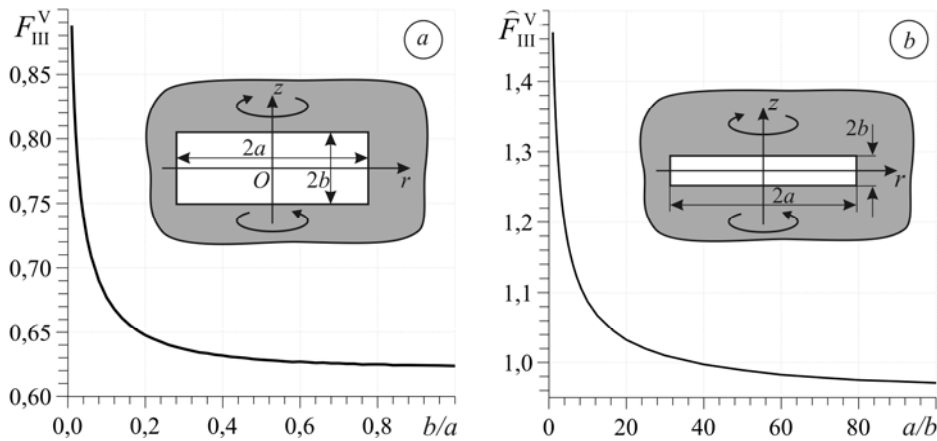 F_III^V
a
0,85
0,80
0,75
0,70
0,65
0,60
0,0
0,2
0,4
0,6
0,8
b/a
z
2a
O
2b
r
F̂_III^V
b
1,4
1,3
1,2
1,1
1,0
0
20
40
60
80
a/b
z
2b
r
2a